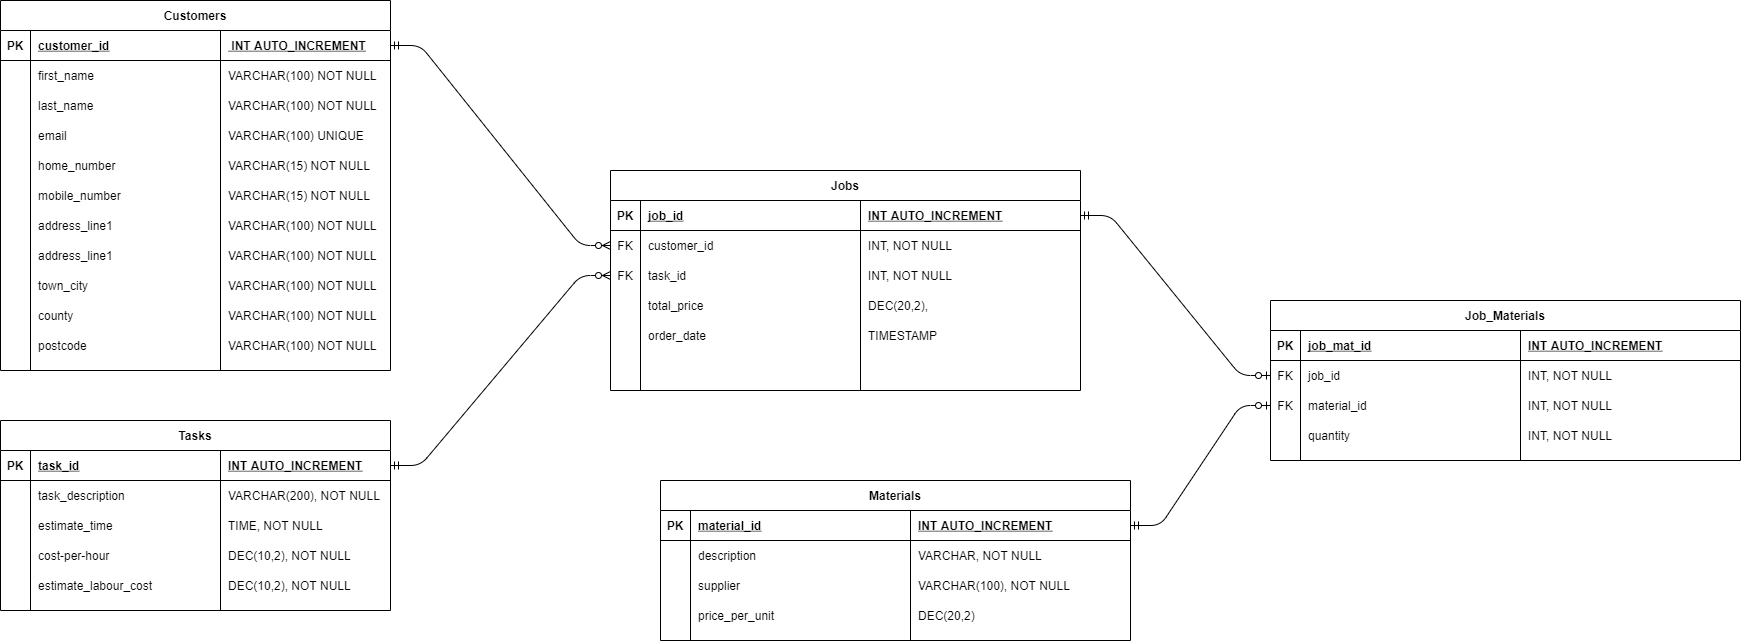 Customers
PK customer_id INT AUTO_INCREMENT
first_name VARCHAR(100) NOT NULL
last_name VARCHAR(100) NOT NULL
email VARCHAR(100) UNIQUE
home_number VARCHAR(15) NOT NULL
mobile_number VARCHAR(15) NOT NULL
address_line1 VARCHAR(100) NOT NULL
address_line1 VARCHAR(100) NOT NULL
town_city VARCHAR(100) NOT NULL
county VARCHAR(100) NOT NULL
postcode VARCHAR(100) NOT NULL
Tasks
PK task_id INT AUTO_INCREMENT
task_description VARCHAR(200), NOT NULL
estimate_time TIME, NOT NULL
cost-per-hour DEC(10,2), NOT NULL
estimate_labour_cost DEC(10,2), NOT NULL
Jobs
PK job_id INT AUTO_INCREMENT
FK customer_id INT, NOT NULL
FK task_id INT, NOT NULL
total_price DEC(20,2),
order_date TIMESTAMP
Materials
PK material_id INT AUTO_INCREMENT
description VARCHAR, NOT NULL
supplier VARCHAR(100), NOT NULL
price_per_unit DEC(20,2)
Job_Materials
PK job_mat_id INT AUTO_INCREMENT
FK job_id INT, NOT NULL
FK material_id INT, NOT NULL
quantity INT, NOT NULL